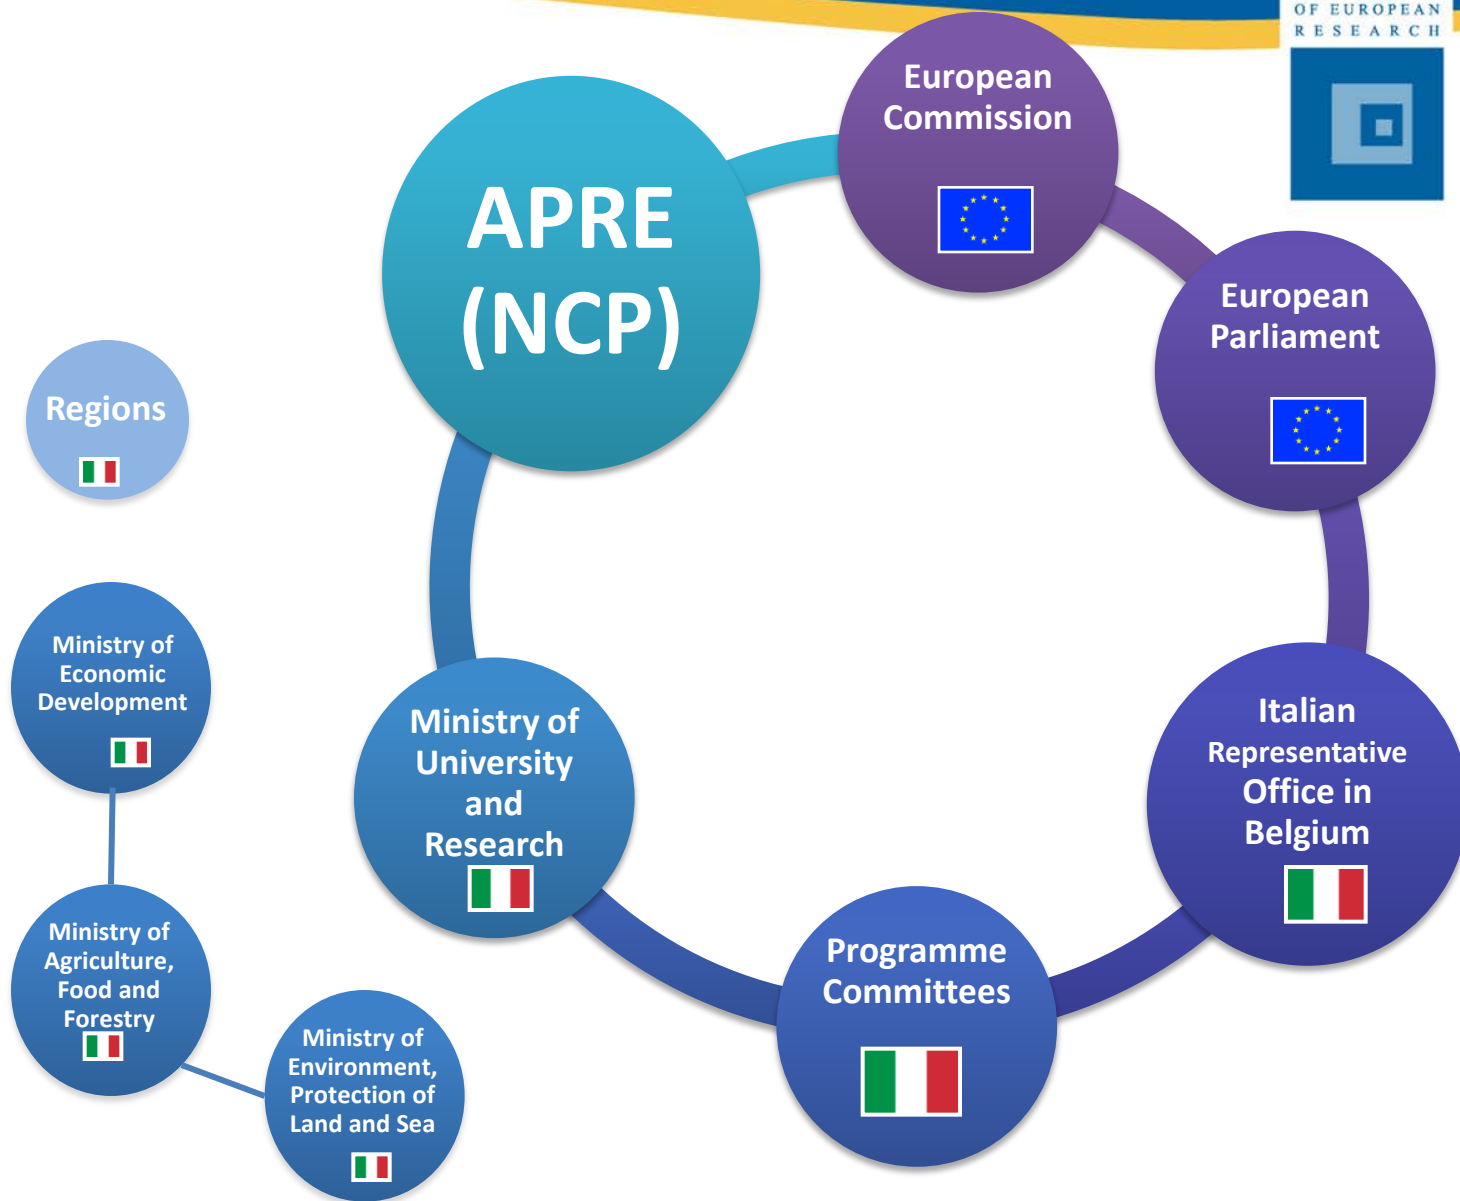 OF EUROPEAN
RESEARCH
European
Commission
APRE
(NCP)
European
Parliament
Regions
Ministry of
Economic
Development
Ministry of
University
and
Research
Italian
Representative
Office in
Belgium
Programme
Committees
Ministry of
Agriculture,
Food and
Forestry
Ministry of
Environment,
Protection of
Land and Sea